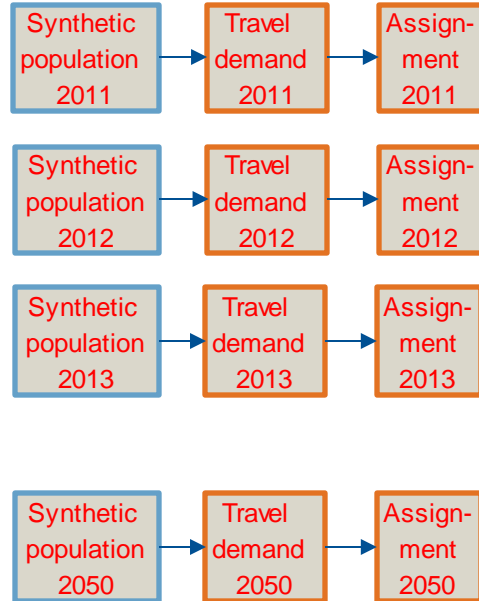 Synthetic
population
2011
Travel
demand
2011
Assign-
ment
2011
Synthetic
population
2012
Travel
demand
2012
Assign-
ment
2012
Synthetic
population
2013
Travel
demand
2013
Assign-
ment
2013
Synthetic
population
2050
Travel
demand
2050
Assign-
ment
2050